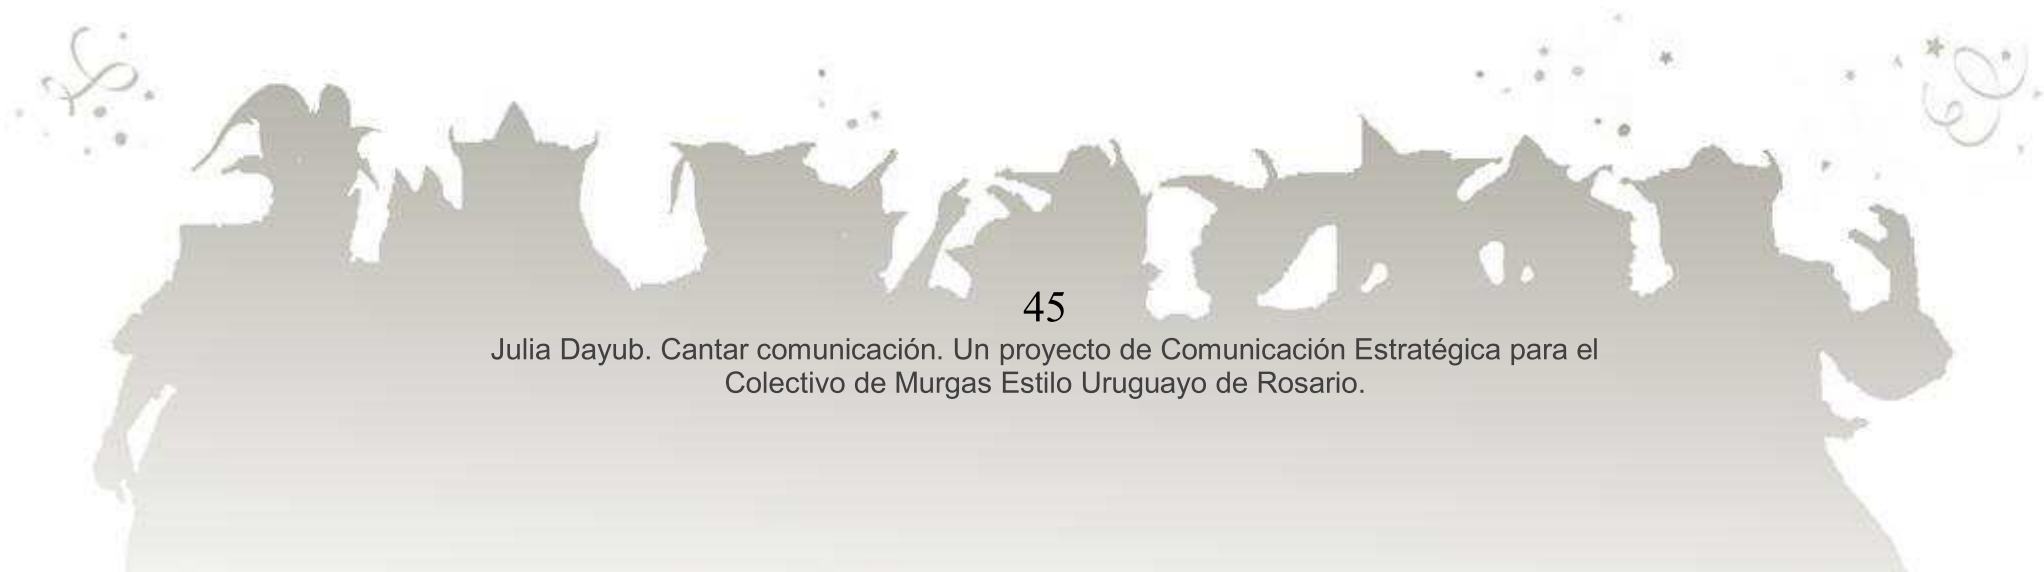 45
Julia Dayub. Cantar comunicación. Un proyecto de Comunicación Estratégica para el
Colectivo de Murgas Estilo Uruguayo de Rosario.